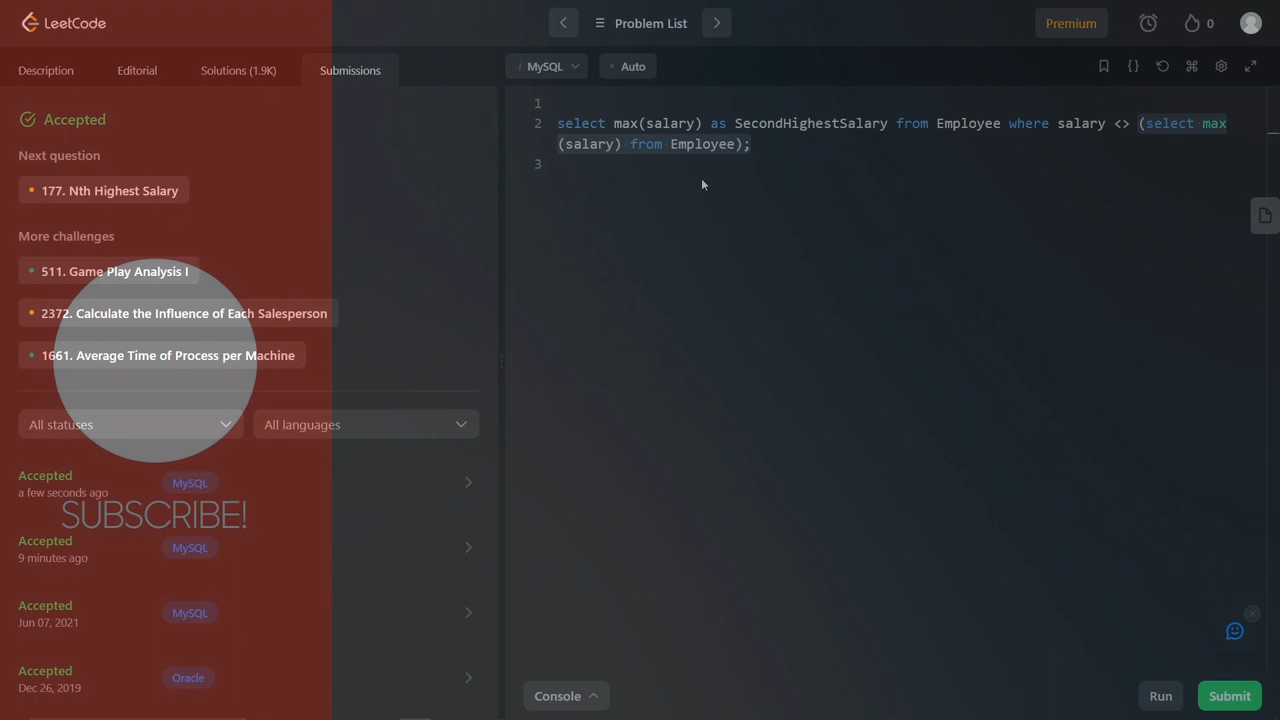 LeetCode
Problem List
Premium
0
Description
Editorial
Solutions (1.9K)
Submissions
i MySQL
Auto
Accepted
Next question
177. Nth Highest Salary
More challenges
511. Game Play Analysis I
2372. Calculate the Influence of Each Salesperson
1661. Average Time of Process per Machine
All statuses
All languages
Accepted
a few seconds ago
MySQL
SUBSCRIBE!
Accepted
9 minutes ago
MySQL
Accepted
Jun 07, 2021
MySQL
Accepted
Dec 26, 2019
Oracle
1
2 select max(salary) as SecondHighestSalary from Employee where salary <> (select max
(salary) from Employee);
3
Console
Run
Submit